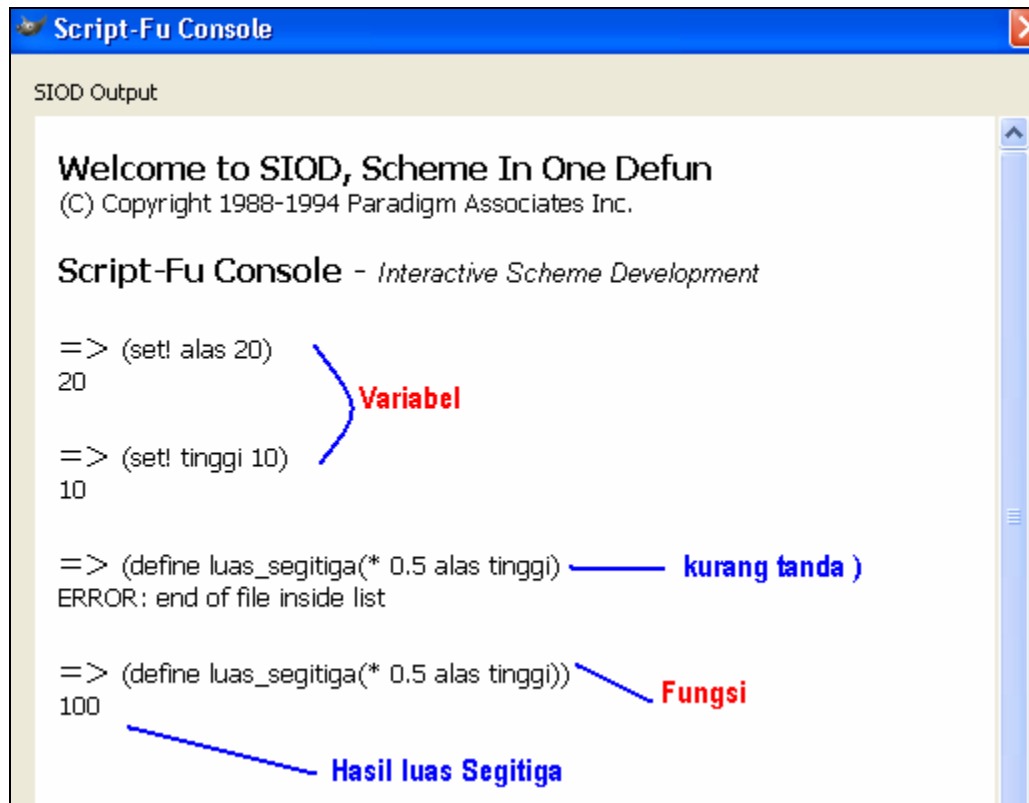 Script-Fu Console
SIOD Output
Welcome to SIOD, Scheme In One Defun
(C) Copyright 1988-1994 Paradigm Associates Inc.
Script-Fu Console - Interactive Scheme Development
=> (set! alas 20)
20
Variabel
=> (set! tinggi 10)
10
=> (define luas_segitiga(* 0.5 alas tinggi) kurang tanda )
ERROR: end of file inside list
=> (define luas_segitiga(* 0.5 alas tinggi))
Fungsi
100
Hasil luas Segitiga